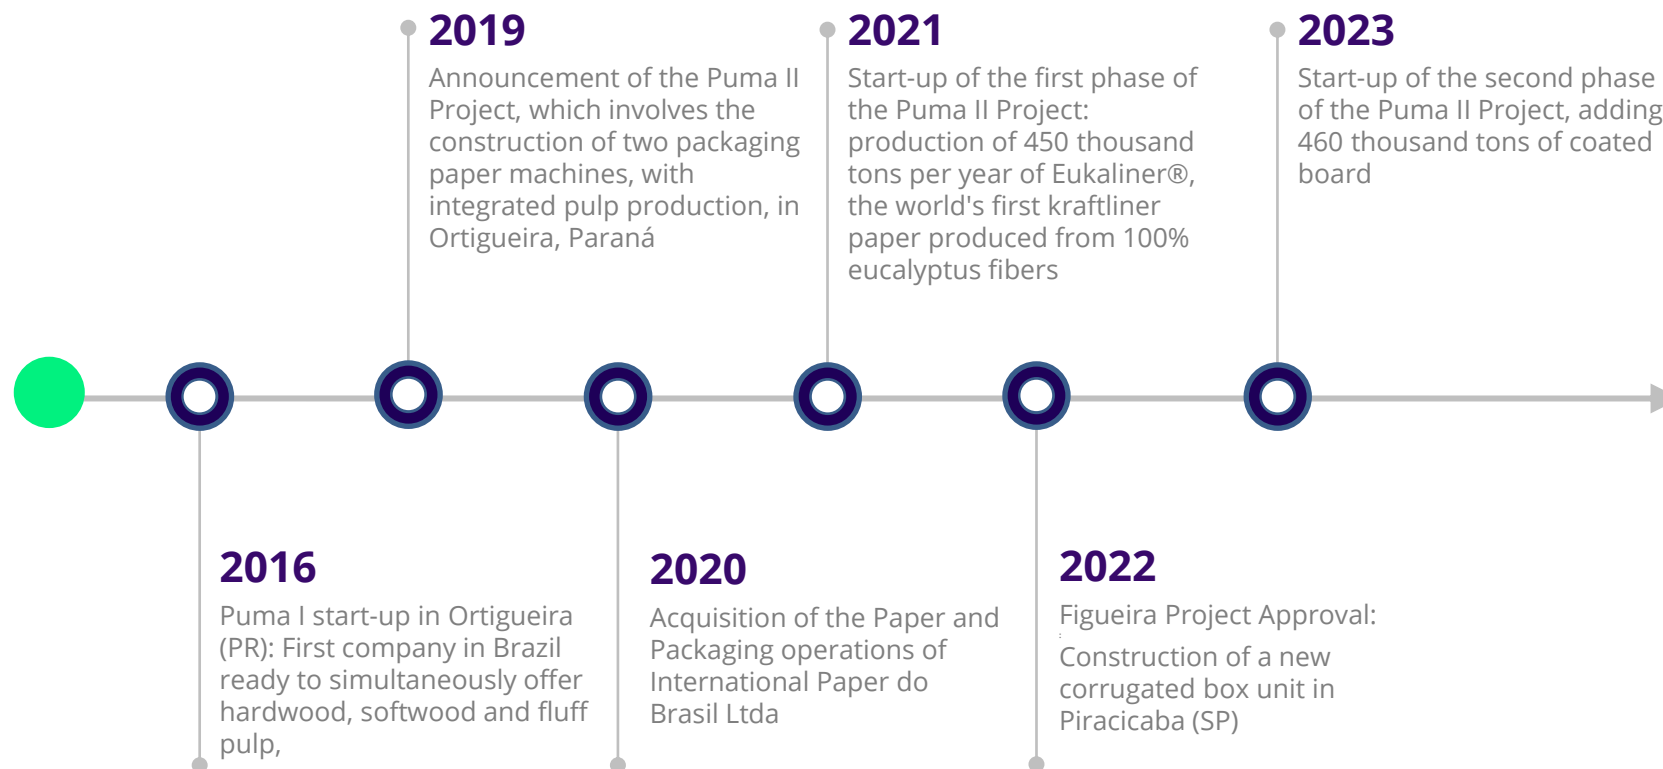 2019
Announcement of the Puma II
Project, which involves the
construction of two packaging
paper machines, with
integrated pulp production, in
Ortigueira, Paraná
2021
Start-up of the first phase of
the Puma II Project:
production of 450 thousand
tons per year of Eukaliner®,
the world's first kraftliner
paper produced from 100%
eucalyptus fibers
2023
Start-up of the second phase
of the Puma II Project, adding
460 thousand tons of coated
board
2016
Puma I start-up in Ortigueira
(PR): First company in Brazil
ready to simultaneously offer
hardwood, softwood and fluff
pulp,
2020
Acquisition of the Paper and
Packaging operations of
International Paper do
Brasil Ltda
2022
Figueira Project Approval:
:
Construction of a new
corrugated box unit in
Piracicaba (SP)